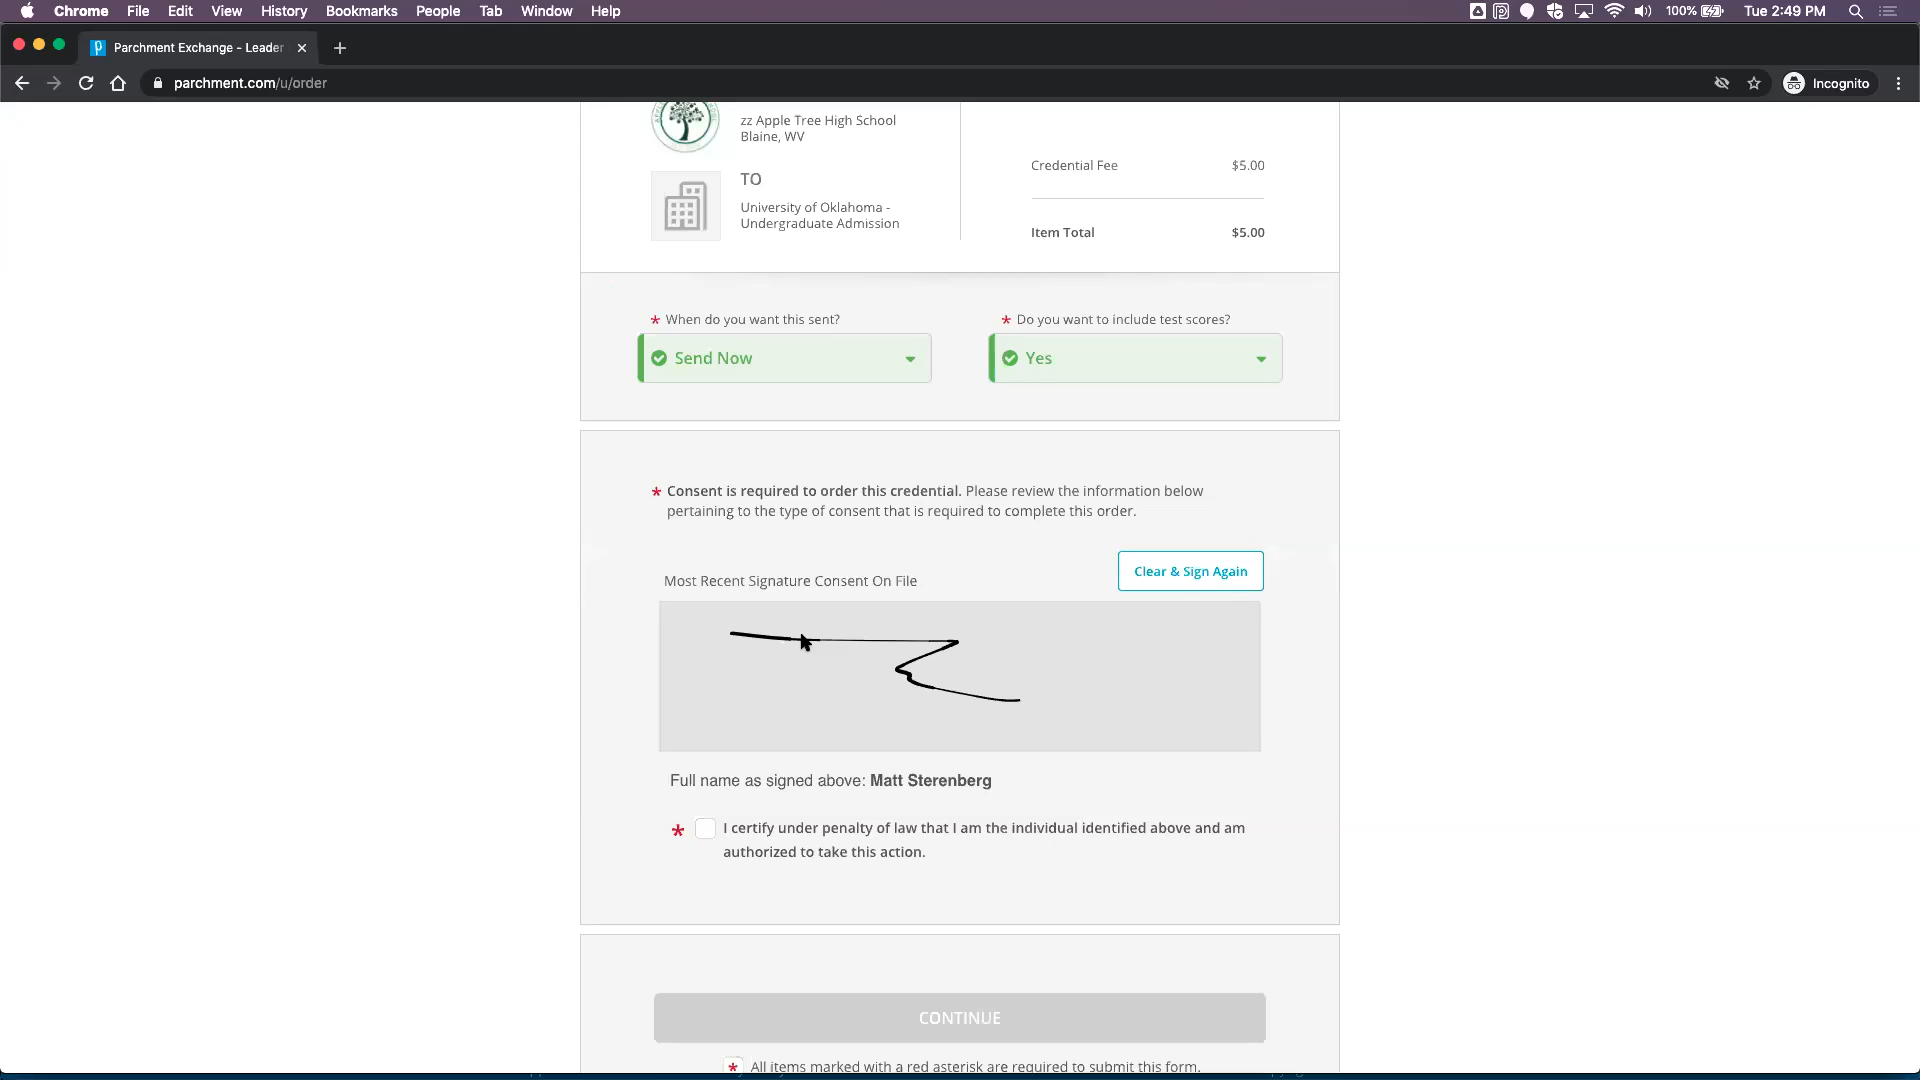 Chrome File Edit View History Bookmarks People Tab Window Help 100% Tue 2:49 PM
Parchment Exchange - Leader
parchment.com/u/order Incognito
zz Apple Tree High School
Blaine, WV
Credential Fee $5.00
TO
University of Oklahoma -
Undergraduate Admission
Item Total $5.00
* When do you want this sent? * Do you want to include test scores?
Send Now Yes
* Consent is required to order this credential. Please review the information below
pertaining to the type of consent that is required to complete this order.
Clear & Sign Again
Most Recent Signature Consent On File
Full name as signed above: Matt Sterenberg
* I certify under penalty of law that I am the individual identified above and am
authorized to take this action.
CONTINUE
* All items marked with a red asterisk are required to submit this form.